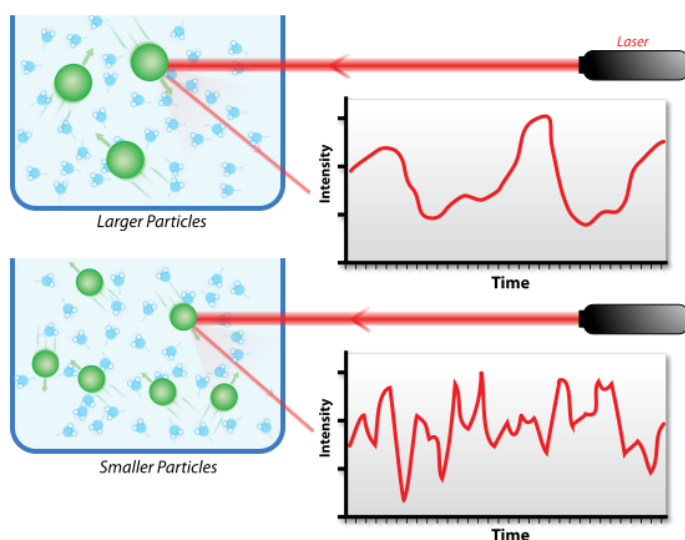 Laser
Intensity
Time
Larger Particles
Intensity
Time
Smaller Particles